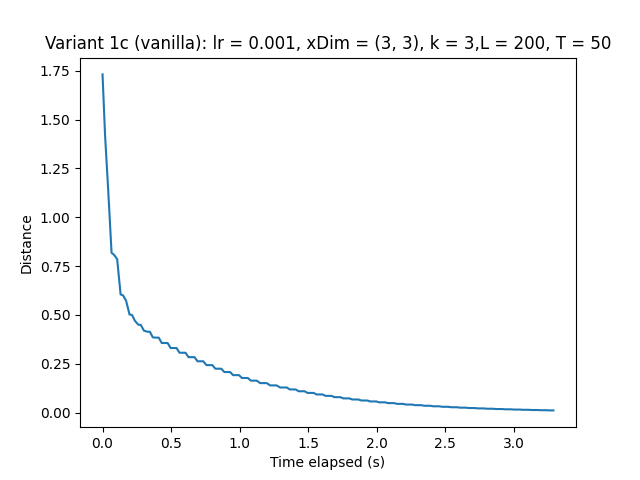 Variant 1c (vanilla): lr = 0.001, xDim = (3, 3), k = 3,L = 200, T = 50
1.75
1.50
1.25
1.00
0.75
0.50
0.25
0.00
Distance
0.0 0.5 1.0 1.5 2.0 2.5 3.0
Time elapsed (s)